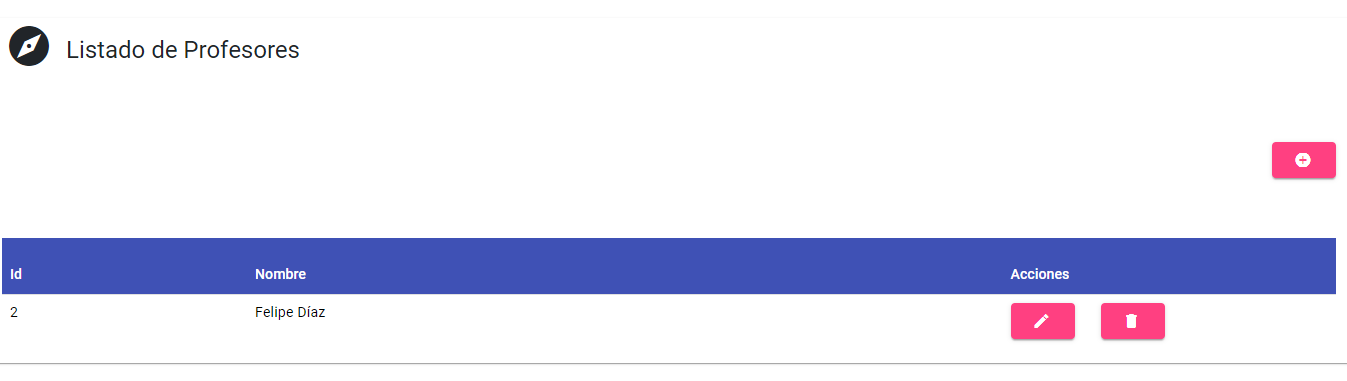 Listado de Profesores
Id Nombre Acciones
2 Felipe Díaz